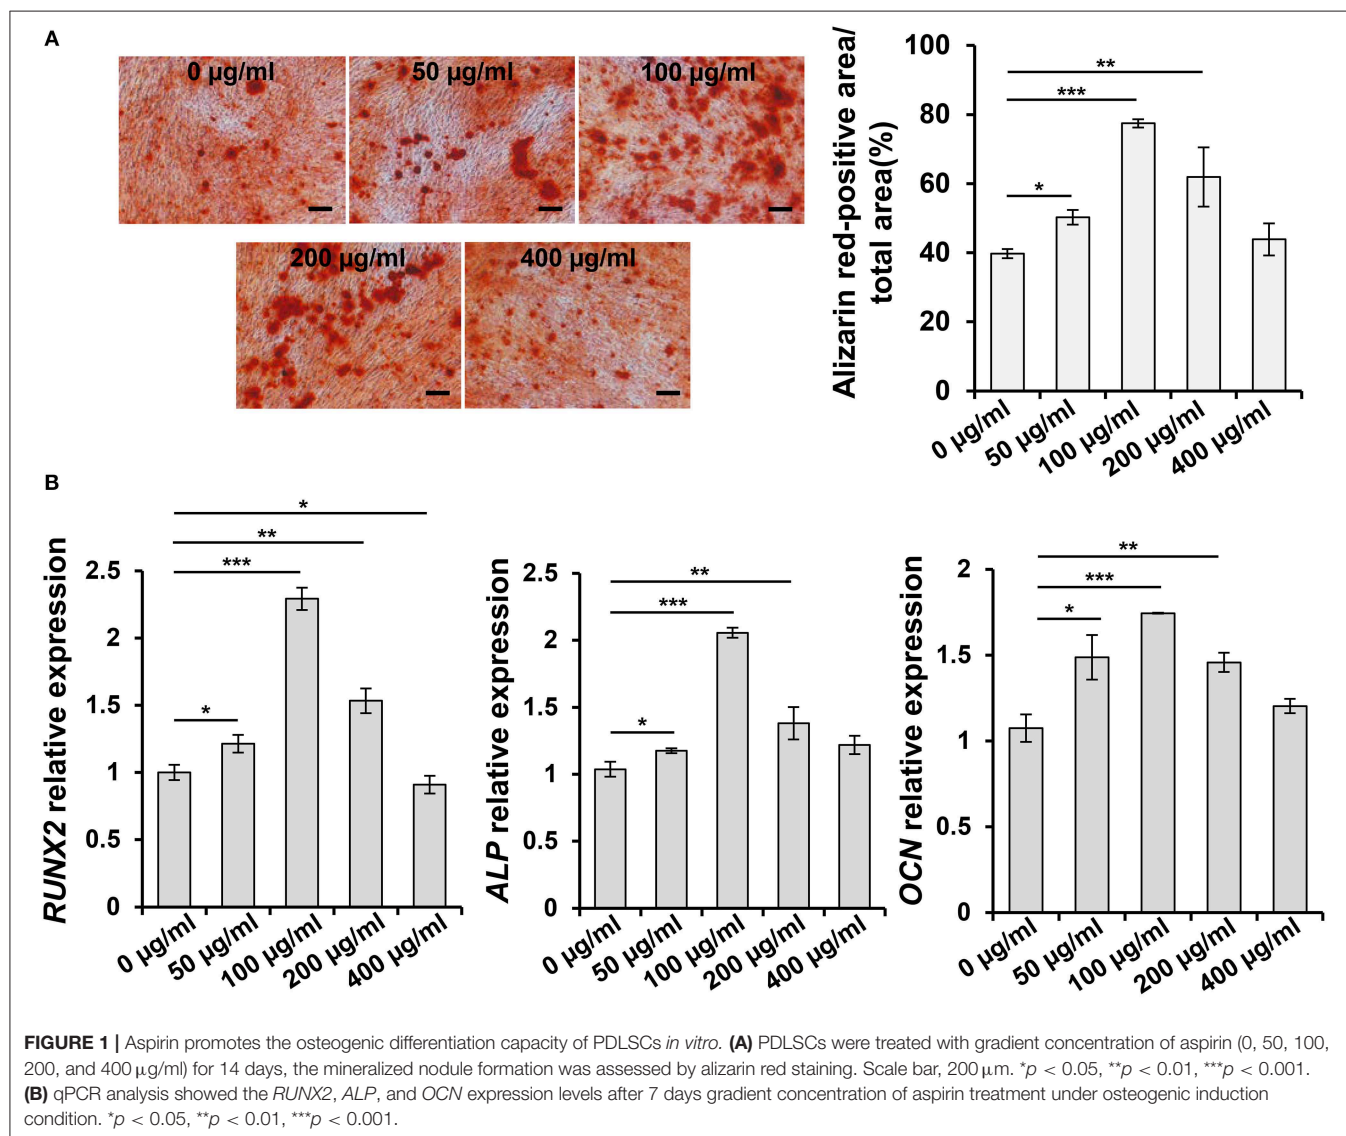 A
0 µg/ml
50 µg/ml
100 µg/ml
200 µg/ml
400 µg/ml
Alizarin red-positive area/
total area(%)
100
80
60
40
20
0
**
***
*
0 µg/ml
50 µg/ml
100 µg/ml
200 µg/ml
400 µg/ml
B
RUNX2 relative expression
2.5
2
1.5
1
0.5
0
*
**
***
*
0 µg/ml
50 µg/ml
100 µg/ml
200 µg/ml
400 µg/ml
ALP relative expression
2.5
2
1.5
1
0.5
0
**
***
*
0 µg/ml
50 µg/ml
100 µg/ml
200 µg/ml
400 µg/ml
OCN relative expression
2
1.5
1
0.5
0
**
***
*
0 µg/ml
50 µg/ml
100 µg/ml
200 µg/ml
400 µg/ml
FIGURE 1 | Aspirin promotes the osteogenic differentiation capacity of PDLSCs in vitro. (A) PDLSCs were treated with gradient concentration of aspirin (0, 50, 100,
200, and 400 µg/ml) for 14 days, the mineralized nodule formation was assessed by alizarin red staining. Scale bar, 200 µm. *p < 0.05, **p < 0.01, ***p < 0.001.
(B) qPCR analysis showed the RUNX2, ALP, and OCN expression levels after 7 days gradient concentration of aspirin treatment under osteogenic induction
condition. *p < 0.05, **p < 0.01, ***p < 0.001.